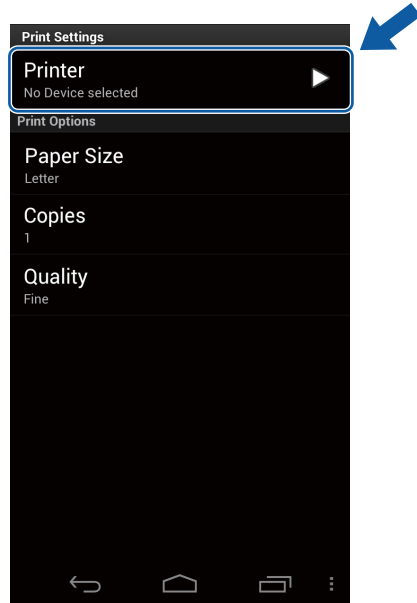 Print Settings
Printer
No Device selected
Print Options
Paper Size
Letter
Copies
1
Quality
Fine